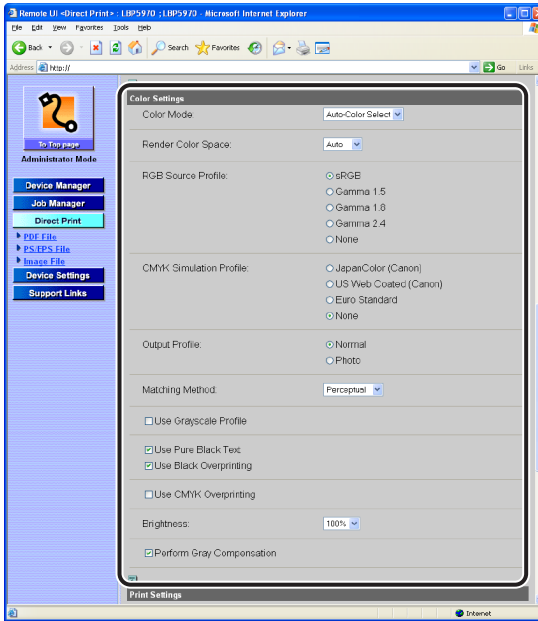 Remote UI <Direct Print> : LBP5970 ; LBP5970 - Microsoft Internet Explorer
File Edit View Favorites Tools Help
Back Search Favorites
Address http:// Go Links
To Top page
Administrator Mode
Device Manager
Job Manager
Direct Print
PDF File
PS/EPS File
Image File
Device Settings
Support Links
Color Settings
Color Mode: Auto-Color Select
Render Color Space: Auto
RGB Source Profile: sRGB
Gamma 1.5
Gamma 1.8
Gamma 2.4
None
CMYK Simulation Profile: JapanColor (Canon)
US Web Coated (Canon)
Euro Standard
None
Output Profile: Normal
Photo
Matching Method: Perceptual
Use Grayscale Profile
Use Pure Black Text
Use Black Overprinting
Use CMYK Overprinting
Brightness: 100%
Perform Gray Compensation
Print Settings
Internet